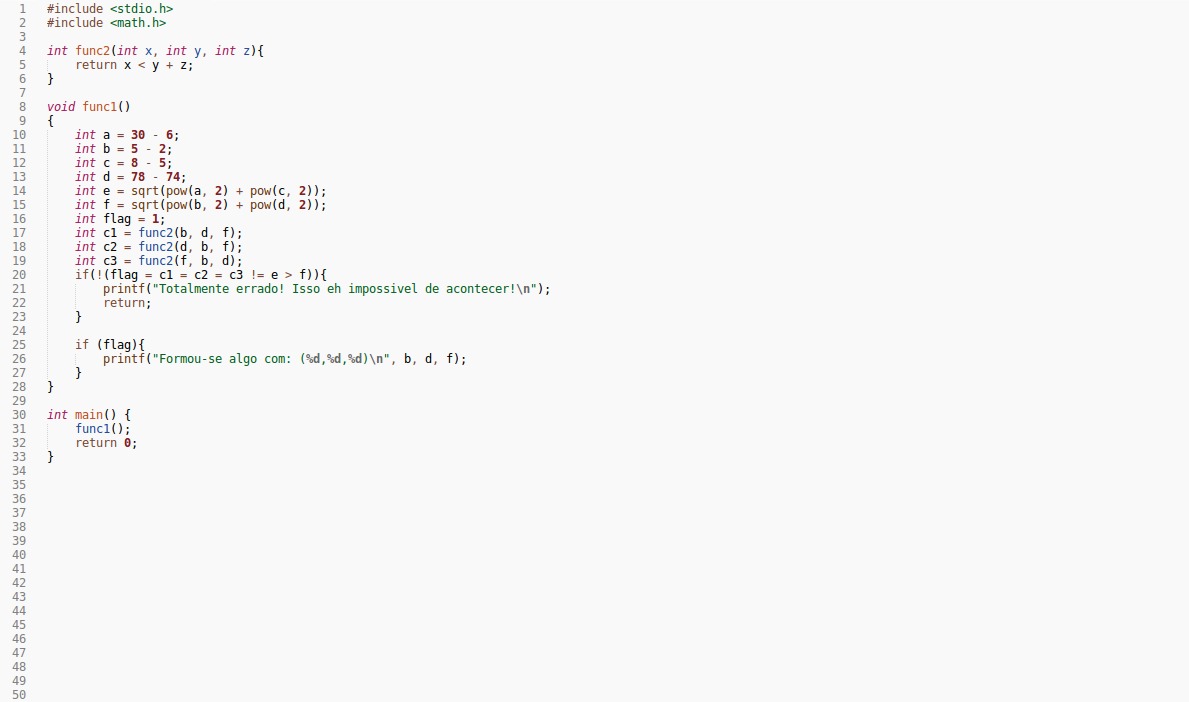 1 #include <stdio.h>
2 #include <math.h>
3
4 int func2(int x, int y, int z){
5     return x < y + z;
6 }
7
8 void func1()
9 {
10     int a = 30 - 6;
11     int b = 5 - 2;
12     int c = 8 - 5;
13     int d = 78 - 74;
14     int e = sqrt(pow(a, 2) + pow(c, 2));
15     int f = sqrt(pow(b, 2) + pow(d, 2));
16     int flag = 1;
17     int c1 = func2(b, d, f);
18     int c2 = func2(d, b, f);
19     int c3 = func2(f, b, d);
20     if(!(flag = c1 = c2 = c3 != e > f)){
21         printf("Totalmente errado! Isso eh impossivel de acontecer!\n");
22         return;
23     }
24
25     if (flag){
26         printf("Formou-se algo com: (%d,%d,%d)\n", b, d, f);
27     }
28 }
29
30 int main() {
31     func1();
32     return 0;
33 }
34
35
36
37
38
39
40
41
42
43
44
45
46
47
48
49
50